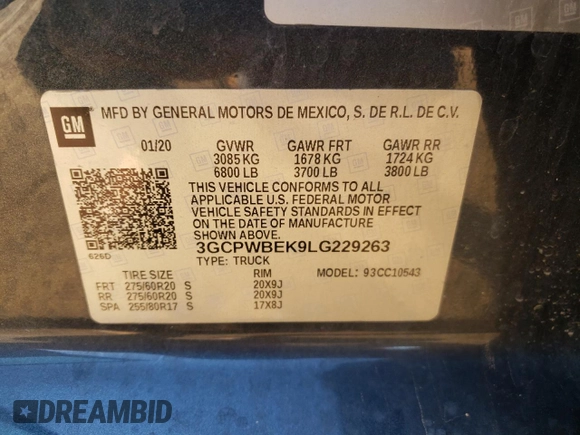 GM
MFD BY GENERAL MOTORS DE MEXICO, S. DE R.L. DE C.V.
01/20 GVWR GAWR FRT GAWR RR
3085 KG 1678 KG 1724 KG
6800 LB 3700 LB 3800 LB
THIS VEHICLE CONFORMS TO ALL
APPLICABLE U.S. FEDERAL MOTOR
VEHICLE SAFETY STANDARDS IN EFFECT
ON THE DATE OF MANUFACTURE
SHOWN ABOVE.
3GCPWBEK9LG229263
626D TYPE: TRUCK MODEL: 93CC10543
TIRE SIZE RIM
FRT 275/60R20 S 20X9J
RR 275/60R20 S 20X9J
SPA 255/80R17 S 17X8J
DREAMBID